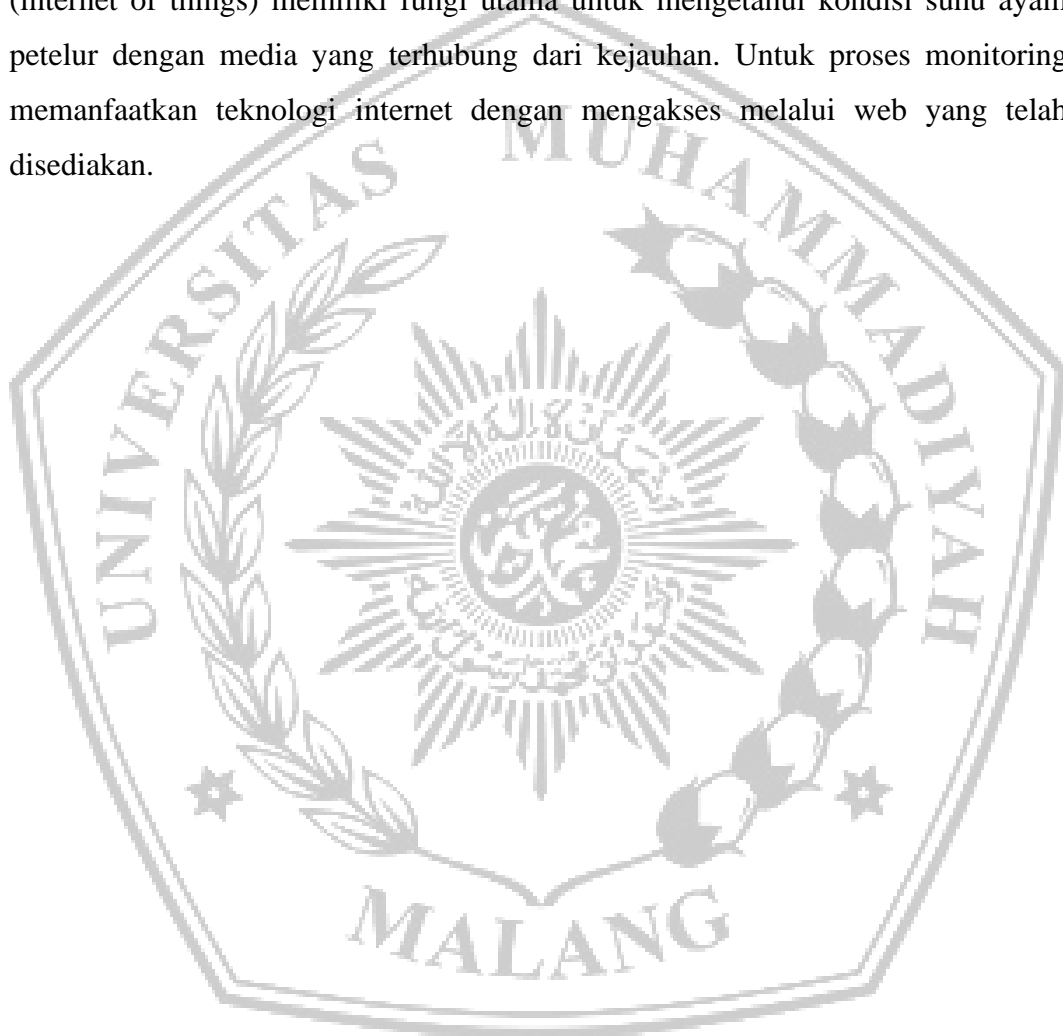 (internet of things) memiliki fungsi utama untuk mengetahui kondisi suhu ayam
petelur dengan media yang terhubung dari kejauhan. Untuk proses monitoring
memanfaatkan teknologi internet dengan mengakses melalui web yang telah
disediakan.
UNIVERSITAS MUHAMMADIYAH
MALANG